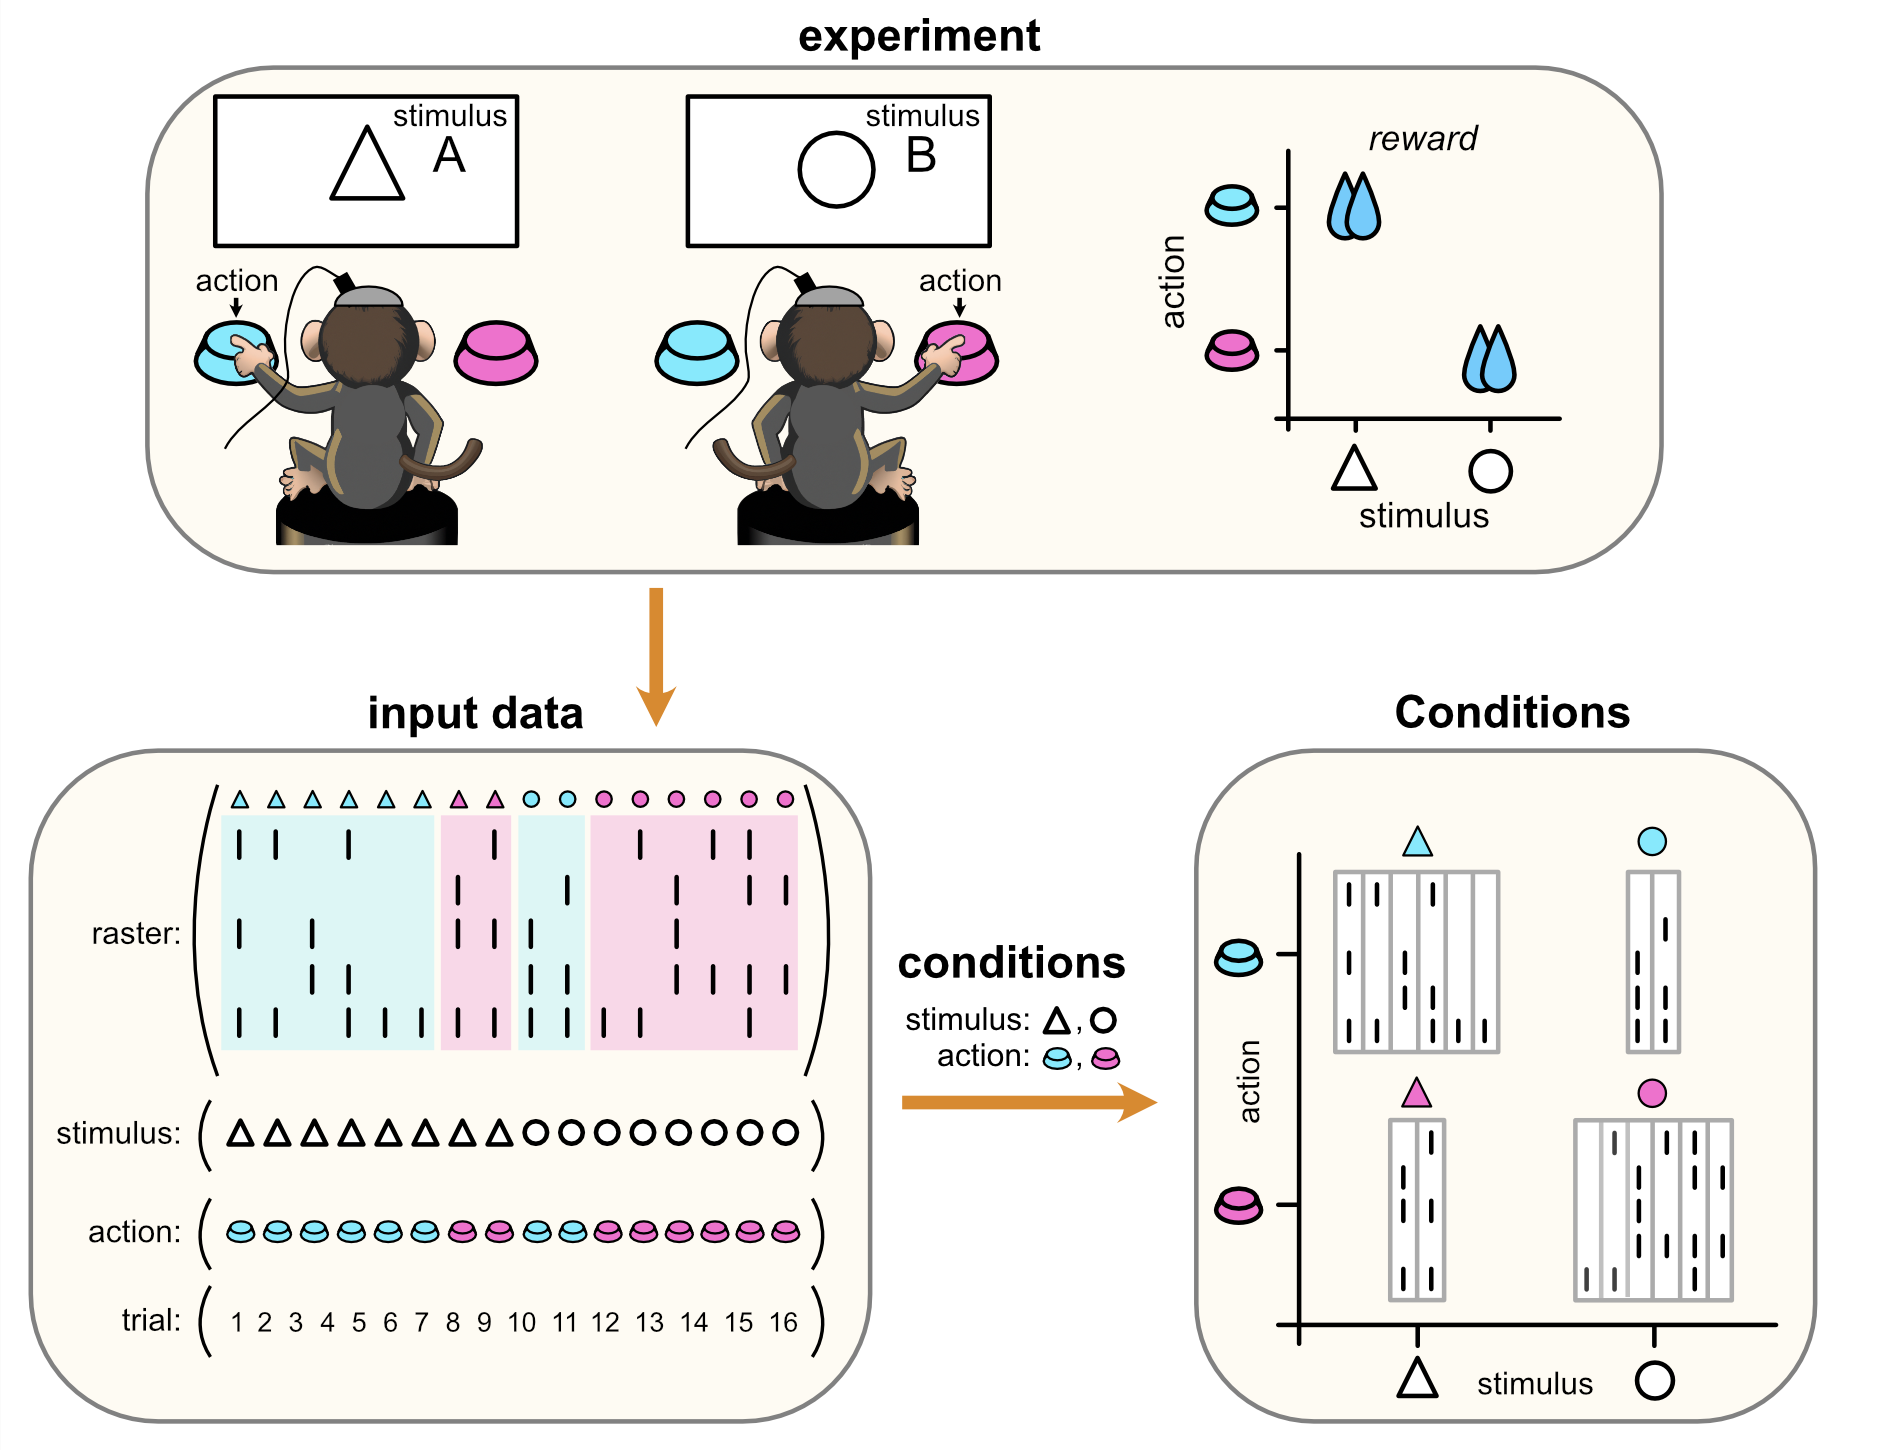 experiment
stimulus
A
stimulus
B
reward
action
action
action
stimulus
input data
Conditions
raster:
conditions
stimulus: ,
action: ,
action
stimulus:
action:
trial: 1 2 3 4 5 6 7 8 9 10 11 12 13 14 15 16
stimulus